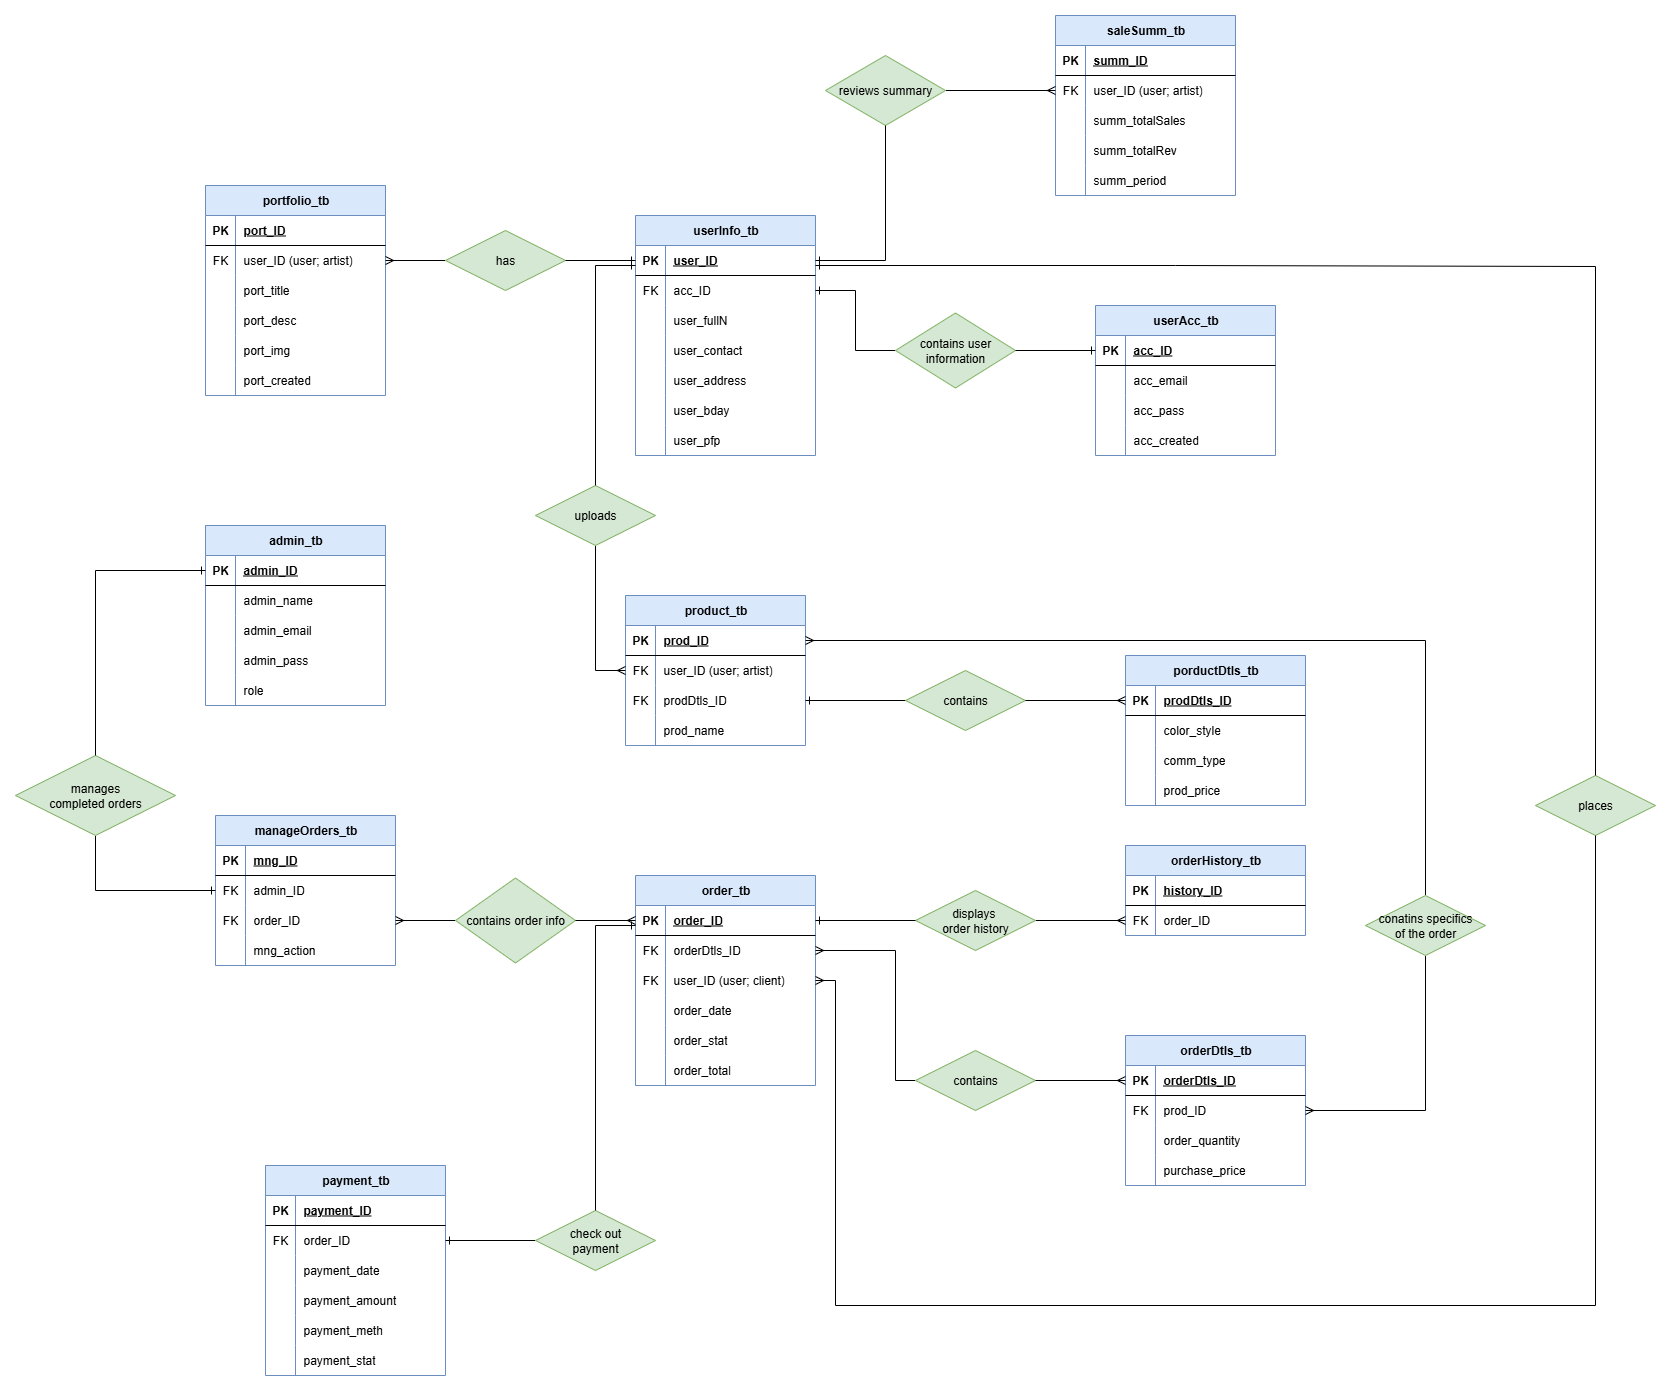 saleSumm_tb
PK summ_ID
FK user_ID (user; artist)
summ_totalSales
summ_totalRev
summ_period
reviews summary
portfolio_tb
PK port_ID
FK user_ID (user; artist)
port_title
port_desc
port_img
port_created
has
userInfo_tb
PK user_ID
FK acc_ID
user_fullN
user_contact
user_address
user_bday
user_pfp
contains user
information
userAcc_tb
PK acc_ID
acc_email
acc_pass
acc_created
uploads
admin_tb
PK admin_ID
admin_name
admin_email
admin_pass
role
product_tb
PK prod_ID
FK user_ID (user; artist)
FK prodDtls_ID
prod_name
contains
porductDtls_tb
PK prodDtls_ID
color_style
comm_type
prod_price
manages
completed orders
places
manageOrders_tb
PK mng_ID
FK admin_ID
FK order_ID
mng_action
contains order info
order_tb
PK order_ID
FK orderDtls_ID
FK user_ID (user; client)
order_date
order_stat
order_total
displays
order history
orderHistory_tb
PK history_ID
FK order_ID
conatins specifics
of the order
contains
orderDtls_tb
PK orderDtls_ID
FK prod_ID
order_quantity
purchase_price
payment_tb
PK payment_ID
FK order_ID
payment_date
payment_amount
payment_meth
payment_stat
check out
payment